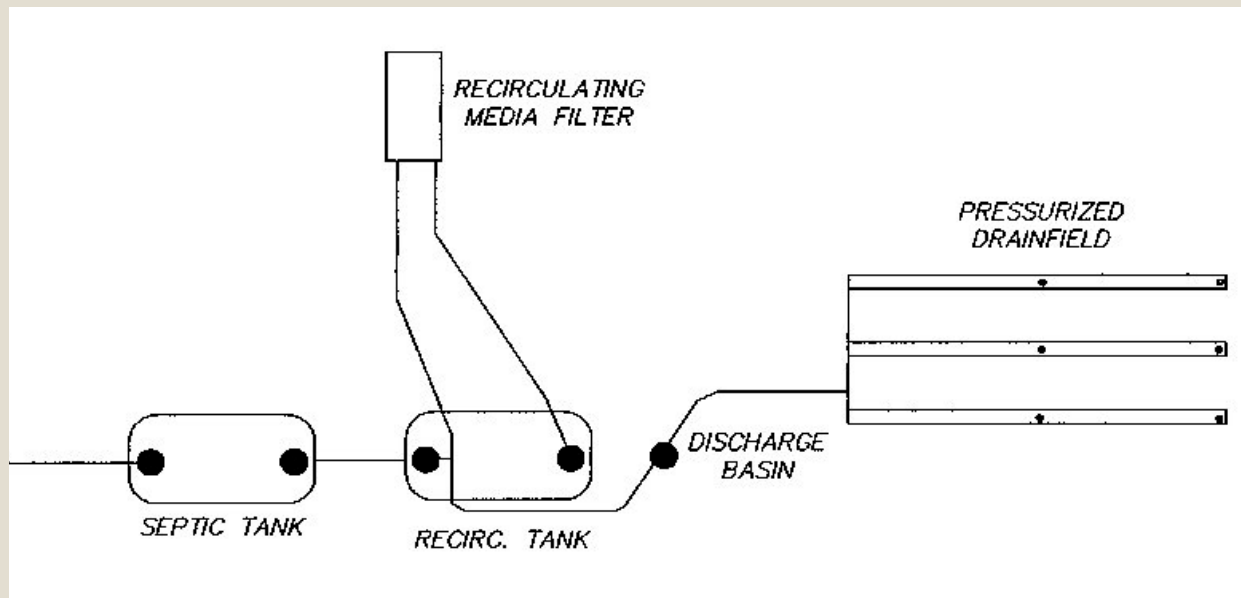 RECIRCULATING
MEDIA FILTER
PRESSURIZED
DRAINFIELD
DISCHARGE
BASIN
SEPTIC TANK
RECIRC. TANK